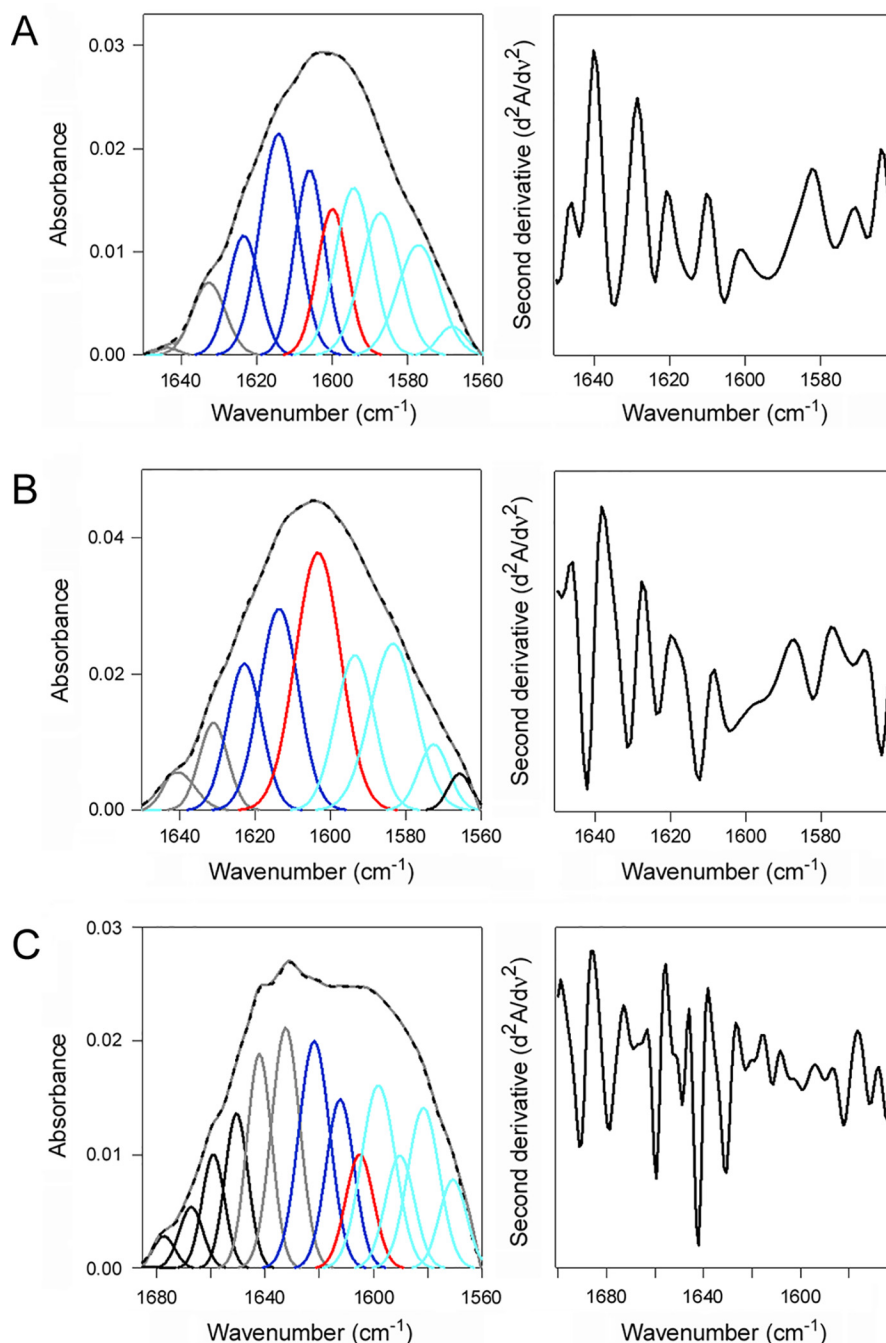 A
Absorbance
0.03
0.02
0.01
0.00
1640 1620 1600 1580 1560
Wavenumber (cm-1)
Second derivative (d2A/dv2)
1640 1620 1600 1580
Wavenumber (cm-1)
B
Absorbance
0.04
0.02
0.00
1640 1620 1600 1580 1560
Wavenumber (cm-1)
Second derivative (d2A/dv2)
1640 1620 1600 1580
Wavenumber (cm-1)
C
Absorbance
0.03
0.02
0.01
0.00
1680 1640 1600 1560
Wavenumber (cm-1)
Second derivative (d2A/dv2)
1680 1640 1600
Wavenumber (cm-1)